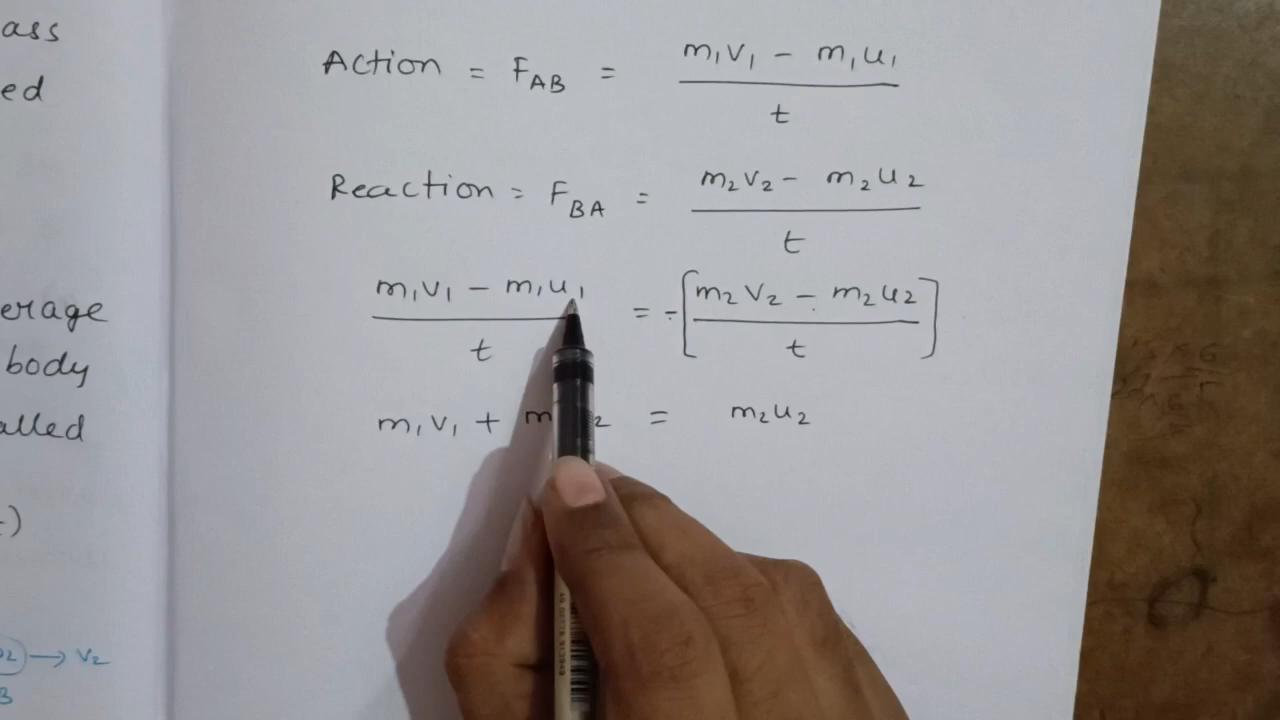 ass
ed
erage
body
alled
t)
→ v₂
B
Action = F_AB = (m₁v₁ - m₁u₁) / t
Reaction = F_BA = (m₂v₂ - m₂u₂) / t
(m₁v₁ - m₁u₁) / t = -[(m₂v₂ - m₂u₂) / t]
m₁v₁ + m ₂ = m₂u₂